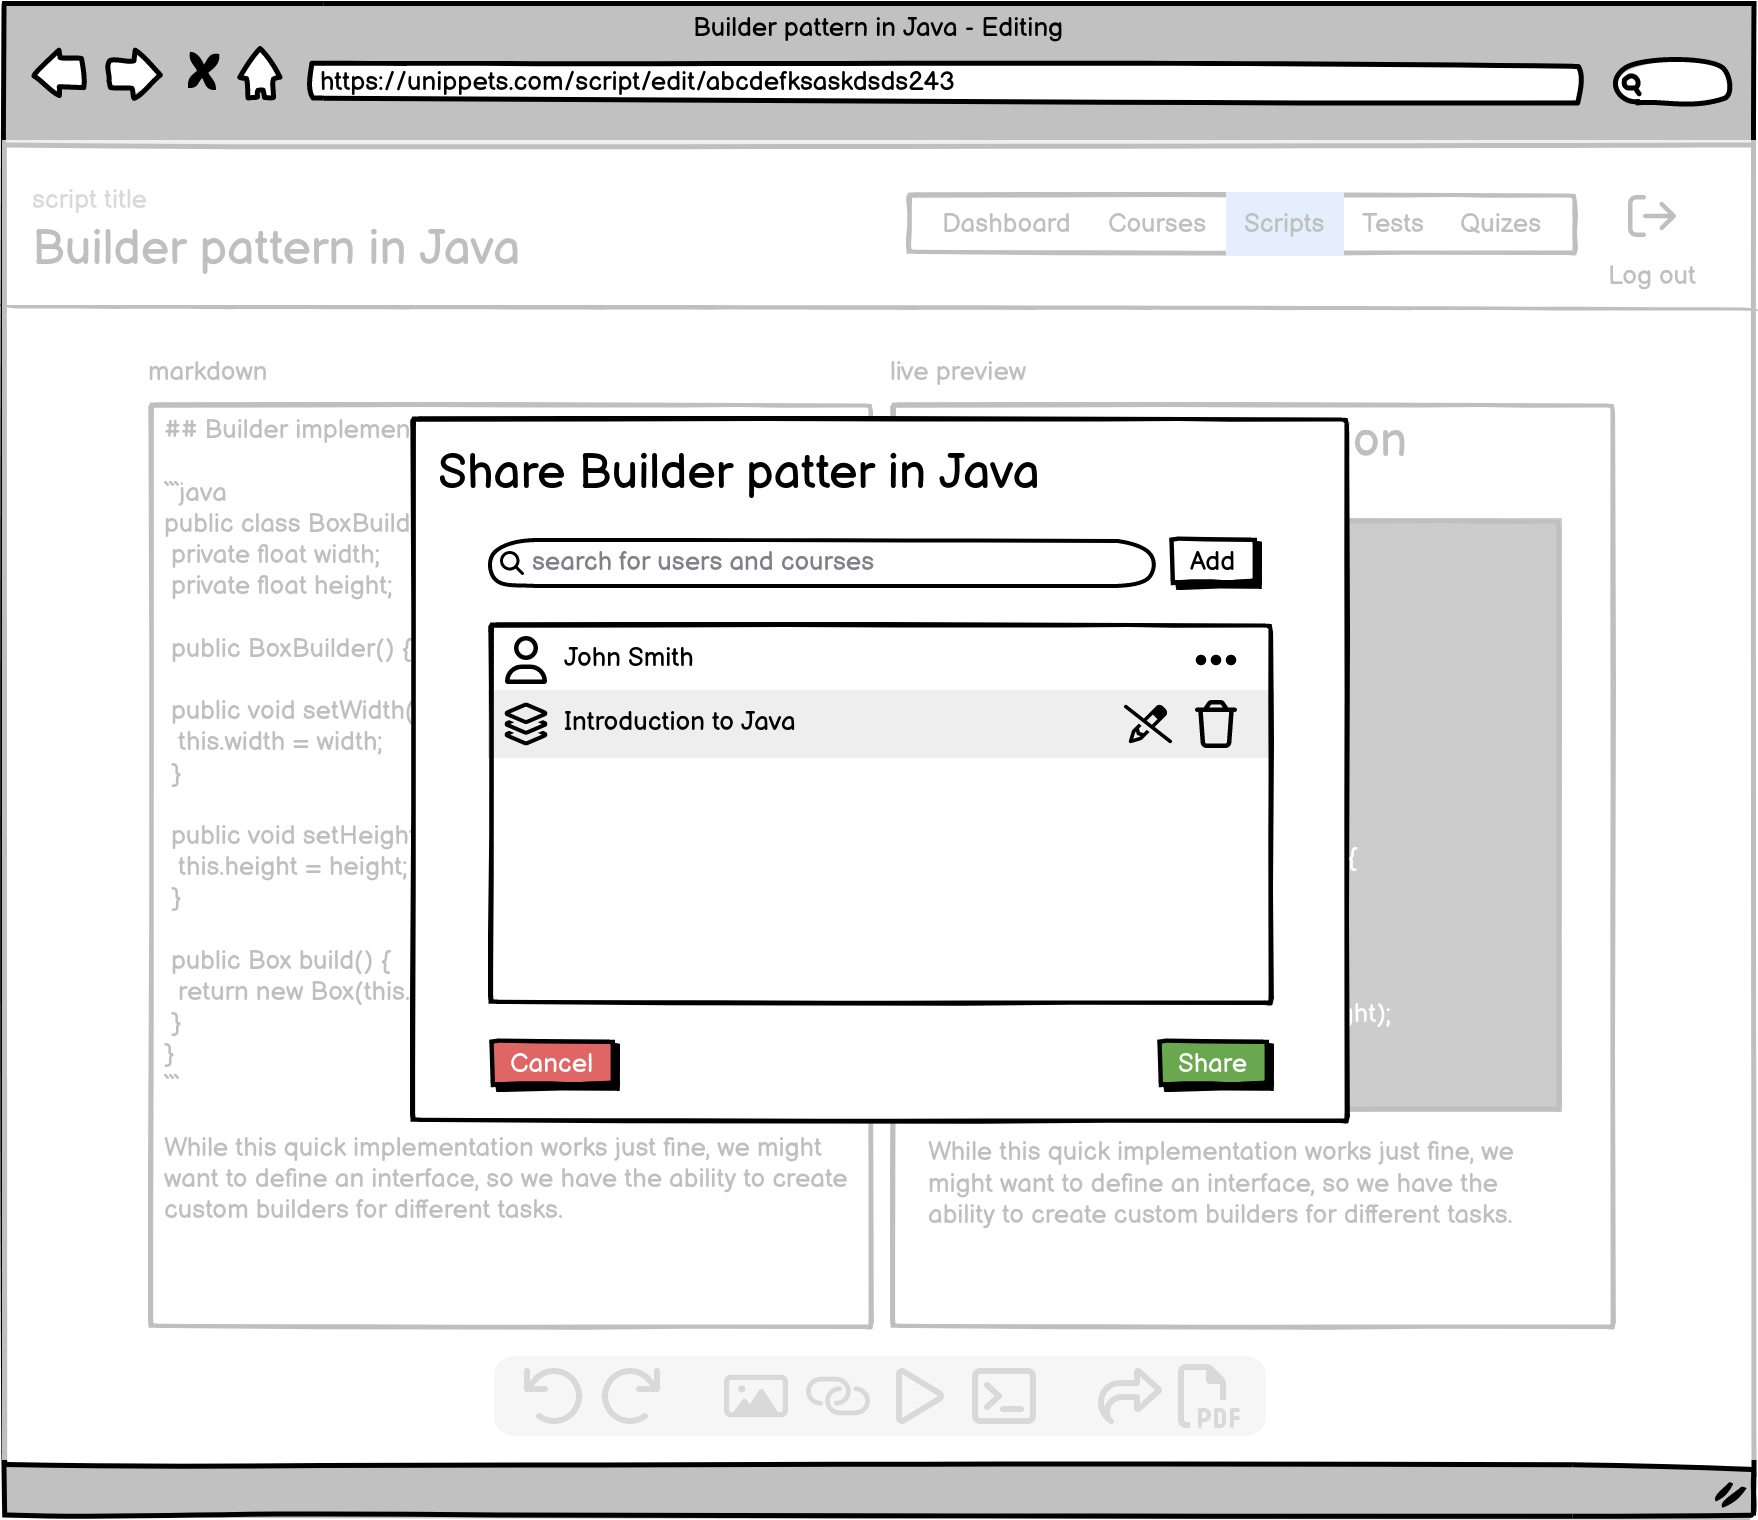 Builder pattern in Java - Editing
https://unippets.com/script/edit/abcdefksaskdsds243
script title
Builder pattern in Java
Dashboard Courses Scripts Tests Quizes
Log out
markdown
## Builder implemen
```java
public class BoxBuild
private float width;
private float height;
public BoxBuilder() {
public void setWidth(
this.width = width;
}
public void setHeight
this.height = height;
}
public Box build() {
return new Box(this.
}
}
```
While this quick implementation works just fine, we might
want to define an interface, so we have the ability to create
custom builders for different tasks.
live preview
on
{
ght);
While this quick implementation works just fine, we
might want to define an interface, so we have the
ability to create custom builders for different tasks.
Share Builder patter in Java
search for users and courses
Add
John Smith
Introduction to Java
Cancel
Share
PDF